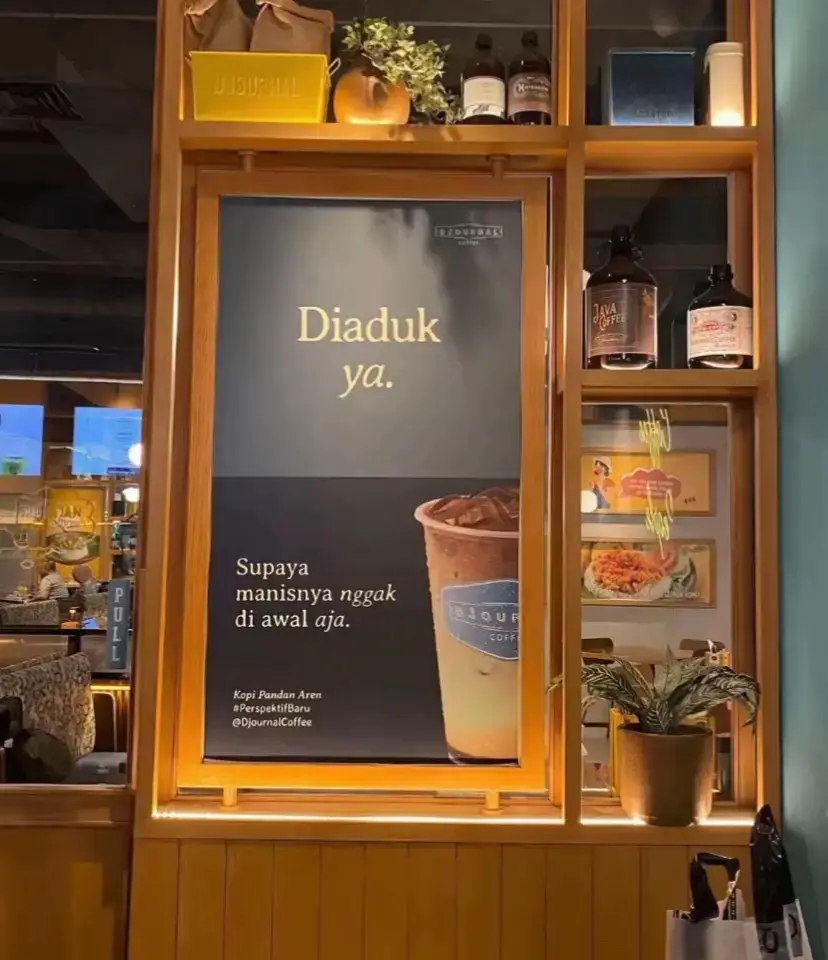 DJOURNAL
DJOURNAL
COFFEE
Diaduk
ya.
JAVA
COFFEE
Supaya
manisnya nggak
di awal aja.
DJOUR
COFF
Kopi Pandan Aren
#PerspektifBaru
@DjournalCoffee
PULL